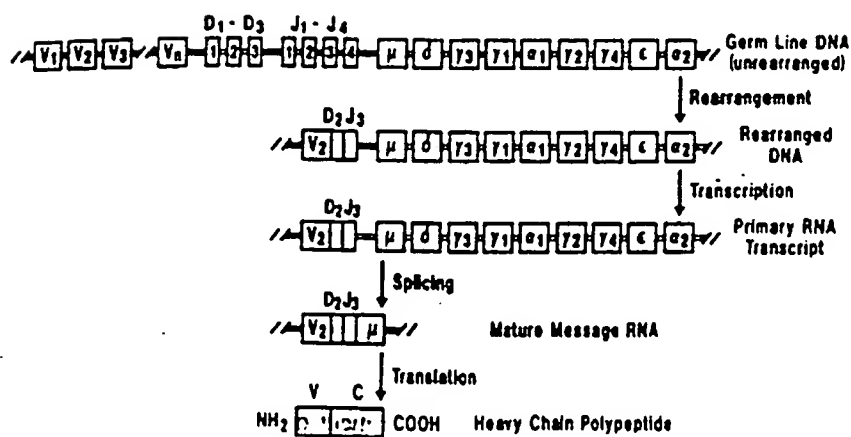 D₁ - D₃ J₁ - J₄
V₁ V₂ V₃ Vₙ 1 2 3 1 2 3 4 μ δ γ₃ γ₁ α₁ γ₂ γ₄ ε α₂ Germ Line DNA
(unrearranged)
Rearrangement
D₂J₃
V₂ μ δ γ₃ γ₁ α₁ γ₂ γ₄ ε α₂ Rearranged
DNA
Transcription
D₂J₃
V₂ μ δ γ₃ γ₁ α₁ γ₂ γ₄ ε α₂ Primary RNA
Transcript
Splicing
D₂J₃
V₂ μ Mature Message RNA
Translation
V C
NH₂ COOH Heavy Chain Polypeptide